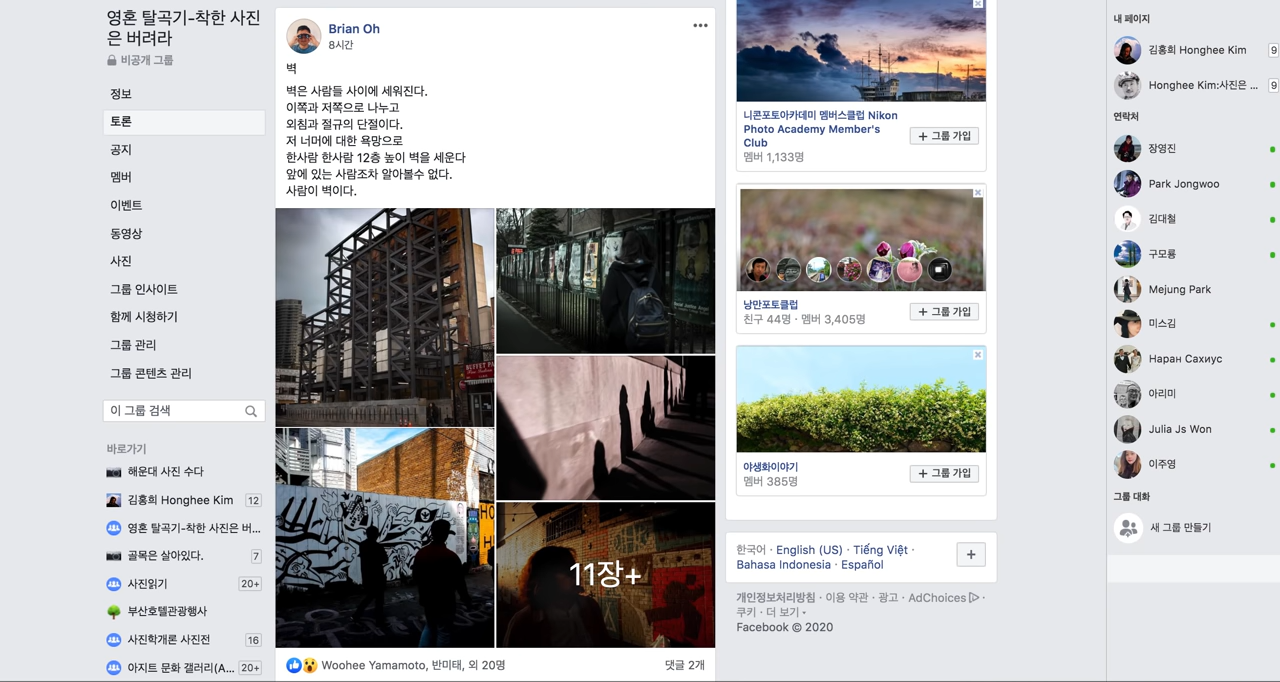 영혼 탈곡기-착한 사진
은 버려라
비공개 그룹
정보
토론
공지
멤버
이벤트
동영상
사진
그룹 인사이트
함께 시청하기
그룹 관리
그룹 콘텐츠 관리
이 그룹 검색
바로가기
해운대 사진 수다
김홍희 Honghee Kim 12
영혼 탈곡기-착한 사진은 버...
골목은 살아있다. 7
사진읽기 20+
부산호텔관광행사
사진학개론 사진전 16
아지트 문화 갤러리(A... 20+
Brian Oh
8시간
벽
벽은 사람들 사이에 세워진다.
이쪽과 저쪽으로 나누고
외침과 절규의 단절이다.
저 너머에 대한 욕망으로
한사람 한사람 12층 높이 벽을 세운다
앞에 있는 사람조차 알아볼수 없다.
사람이 벽이다.
BUFFET PA
11장+
Woohee Yamamoto, 반미태, 외 20명
댓글 2개
니콘포토아카데미 멤버스클럽 Nikon
Photo Academy Member's
Club
멤버 1,133명
+ 그룹 가입
낭만포토클럽
친구 44명 · 멤버 3,405명
+ 그룹 가입
야생화이야기
멤버 385명
+ 그룹 가입
한국어 · English (US) · Tiếng Việt ·
Bahasa Indonesia · Español
+
개인정보처리방침 · 이용 약관 · 광고 · AdChoices ·
쿠키 · 더 보기
Facebook © 2020
내 페이지
김홍희 Honghee Kim 9
Honghee Kim:사진은 ... 9
연락처
장영진
Park Jongwoo
김대철
구모룡
Mejung Park
미스김
Наран Сахиус
아리미
Julia Js Won
이주영
그룹 대화
새 그룹 만들기